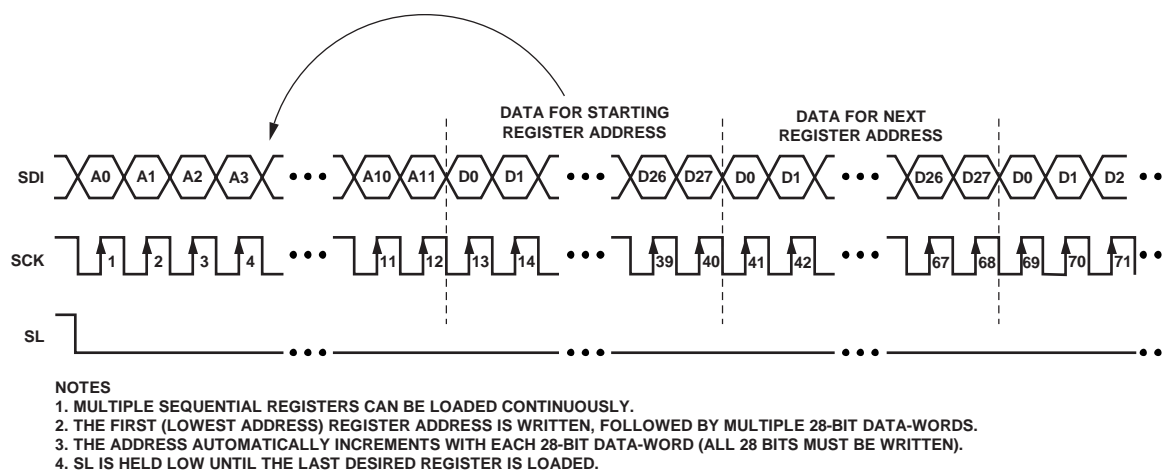 DATA FOR STARTING
REGISTER ADDRESS
DATA FOR NEXT
REGISTER ADDRESS
SDI A0 A1 A2 A3 A10 A11 D0 D1 D26 D27 D0 D1 D26 D27 D0 D1 D2
SCK 1 2 3 4 11 12 13 14 39 40 41 42 67 68 69 70 71
SL
NOTES
1. MULTIPLE SEQUENTIAL REGISTERS CAN BE LOADED CONTINUOUSLY.
2. THE FIRST (LOWEST ADDRESS) REGISTER ADDRESS IS WRITTEN, FOLLOWED BY MULTIPLE 28-BIT DATA-WORDS.
3. THE ADDRESS AUTOMATICALLY INCREMENTS WITH EACH 28-BIT DATA-WORD (ALL 28 BITS MUST BE WRITTEN).
4. SL IS HELD LOW UNTIL THE LAST DESIRED REGISTER IS LOADED.